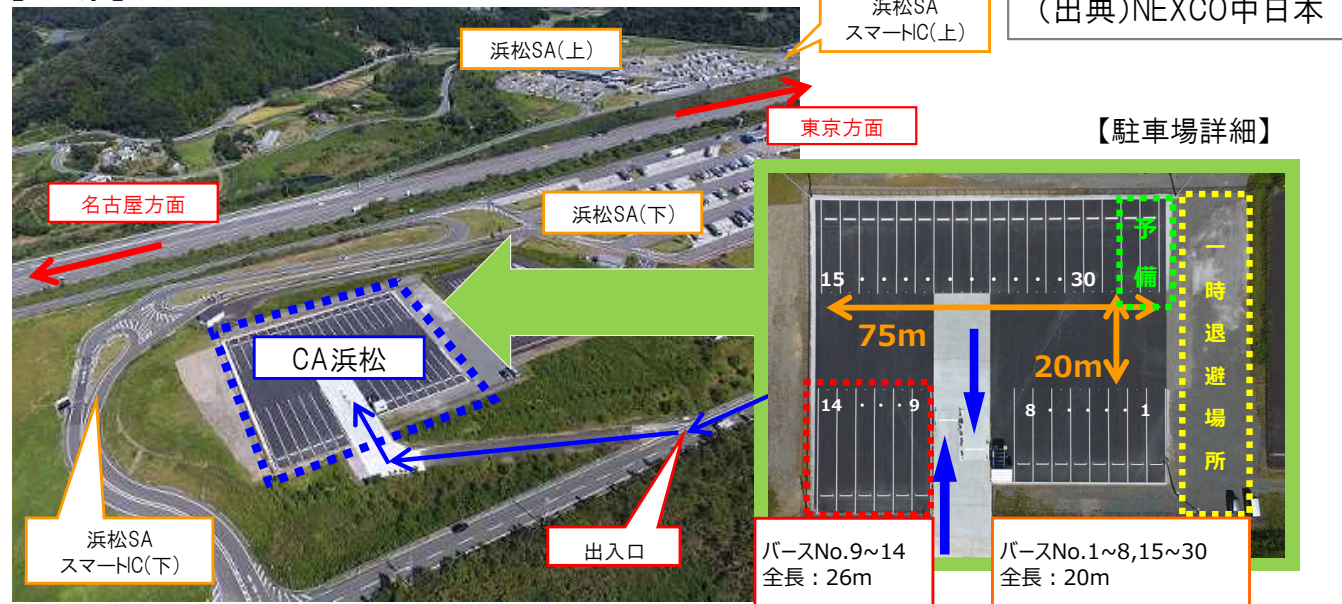 浜松SA
スマートIC(上)
(出典)NEXCO中日本
浜松SA(上)
東京方面
【駐車場詳細】
名古屋方面
浜松SA(下)
CA浜松
浜松SA
スマートIC(下)
出入口
予備
一時退避場所
15・・・・・・・・・・30
75m
20m
14・・・9
8・・・・・1
バースNo.9~14
全長：26m
バースNo.1~8,15~30
全長：20m